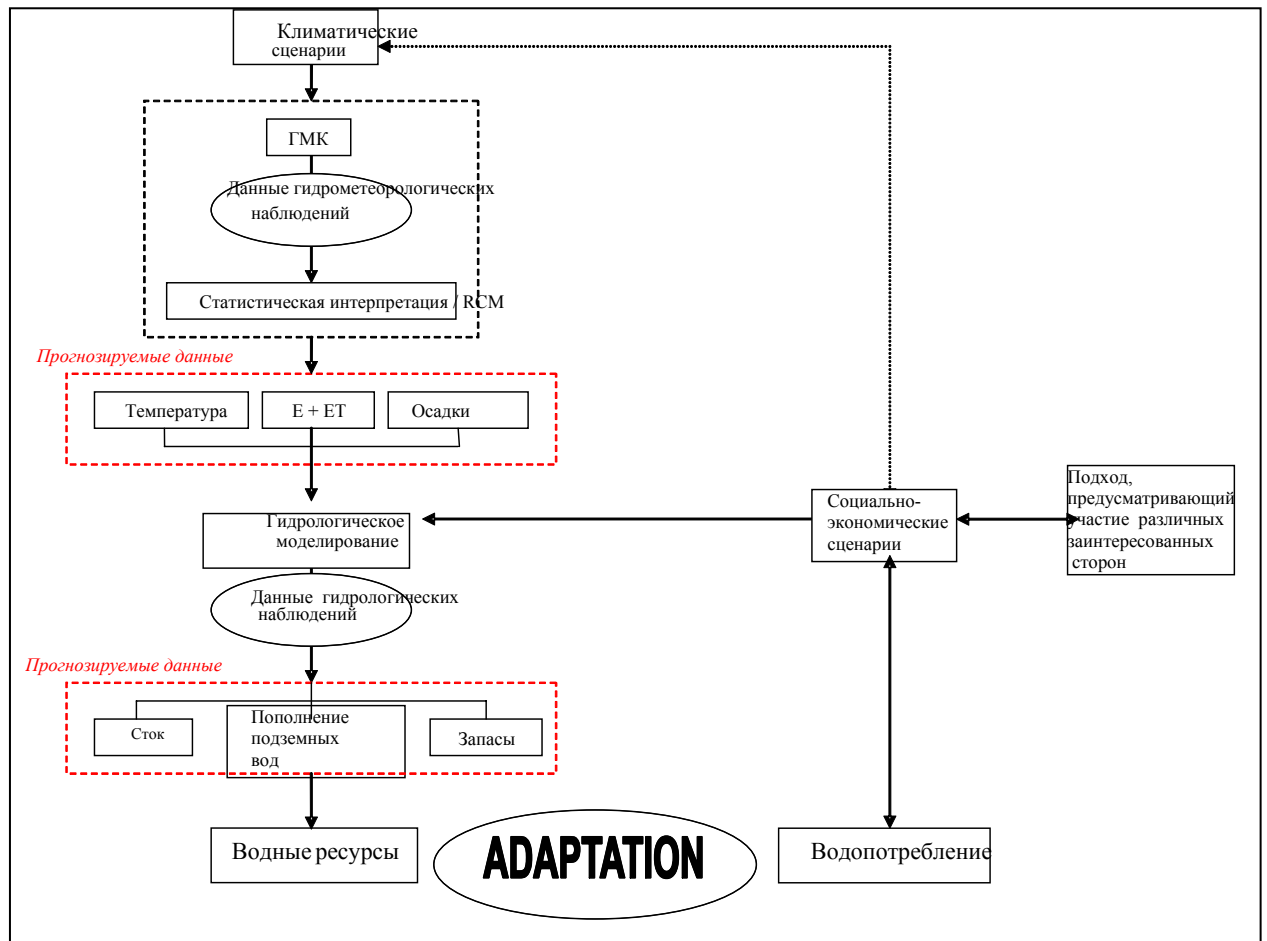 Климатические
сценарии
ГМК
Данные гидрометеорологических
наблюдений
Статистическая интерпретация / RCM
Прогнозируемые данные
Температура
E + ET
Осадки
Гидрологическое
моделирование
Социально-
экономические
сценарии
Подход,
предусматривающий
участие различных
заинтересованных
сторон
Данные гидрологических
наблюдений
Прогнозируемые данные
Сток
Пополнение
подземных
вод
Запасы
Водные ресурсы
ADAPTATION
Водопотребление